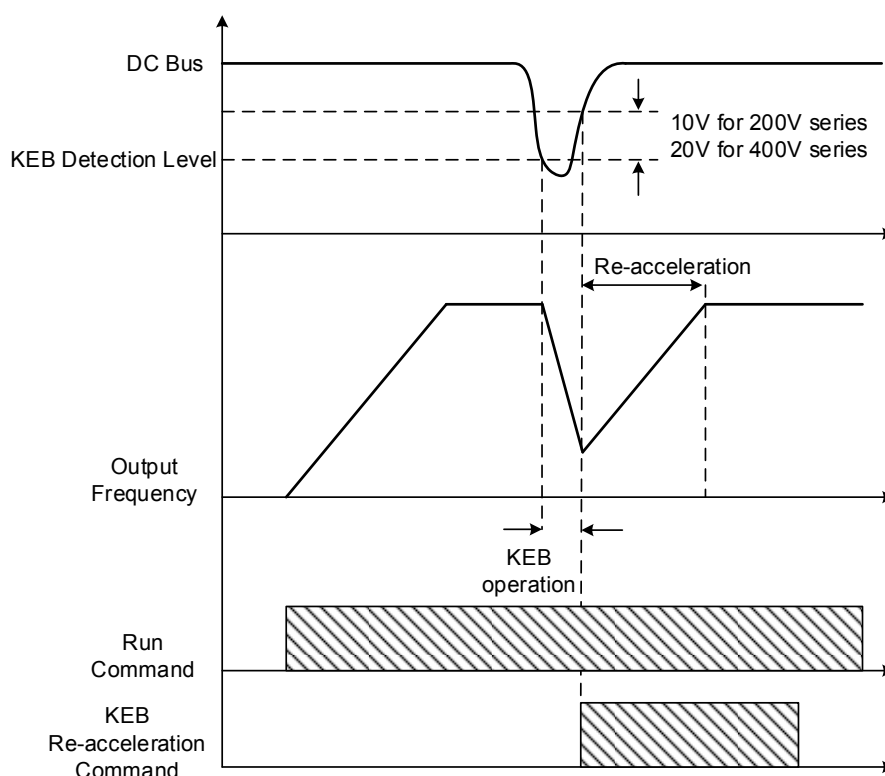 DC Bus
10V for 200V series
KEB Detection Level
20V for 400V series
Re-acceleration
Output
Frequency
KEB
operation
Run
Command
KEB
Re-acceleration
Command